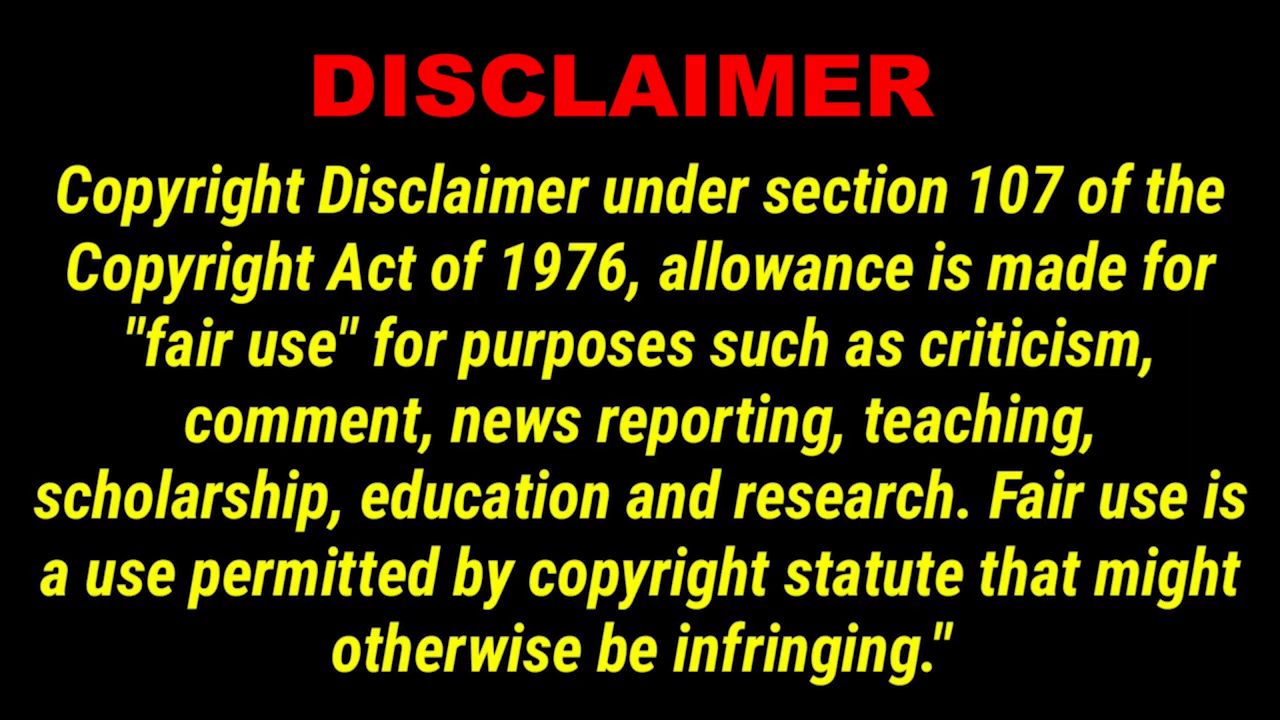 DISCLAIMER
Copyright Disclaimer under section 107 of the
Copyright Act of 1976, allowance is made for
"fair use" for purposes such as criticism,
comment, news reporting, teaching,
scholarship, education and research. Fair use is
a use permitted by copyright statute that might
otherwise be infringing."